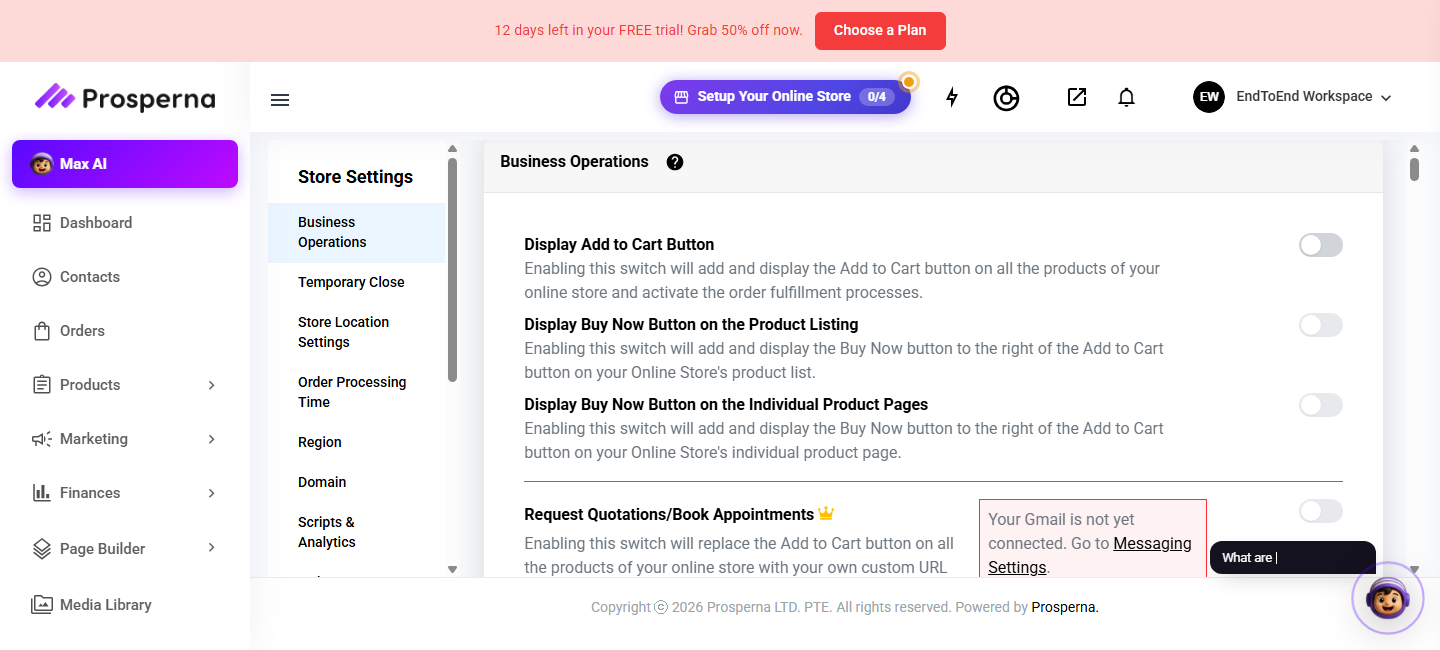 12 days left in your FREE trial! Grab 50% off now.
Choose a Plan
Prosperna
Setup Your Online Store 0/4
EW
EndToEnd Workspace
Max AI
Dashboard
Contacts
Orders
Products
Marketing
Finances
Page Builder
Media Library
Store Settings
Business
Operations
Temporary Close
Store Location
Settings
Order Processing
Time
Region
Domain
Scripts &
Analytics
Business Operations
Display Add to Cart Button
Enabling this switch will add and display the Add to Cart button on all the products of your
online store and activate the order fulfillment processes.
Display Buy Now Button on the Product Listing
Enabling this switch will add and display the Buy Now button to the right of the Add to Cart
button on your Online Store's product list.
Display Buy Now Button on the Individual Product Pages
Enabling this switch will add and display the Buy Now button to the right of the Add to Cart
button on your Online Store's individual product page.
Request Quotations/Book Appointments
Enabling this switch will replace the Add to Cart button on all
the products of your online store with your own custom URL
Your Gmail is not yet
connected. Go to Messaging
Settings.
What are |
Copyright © 2026 Prosperna LTD. PTE. All rights reserved. Powered by Prosperna.